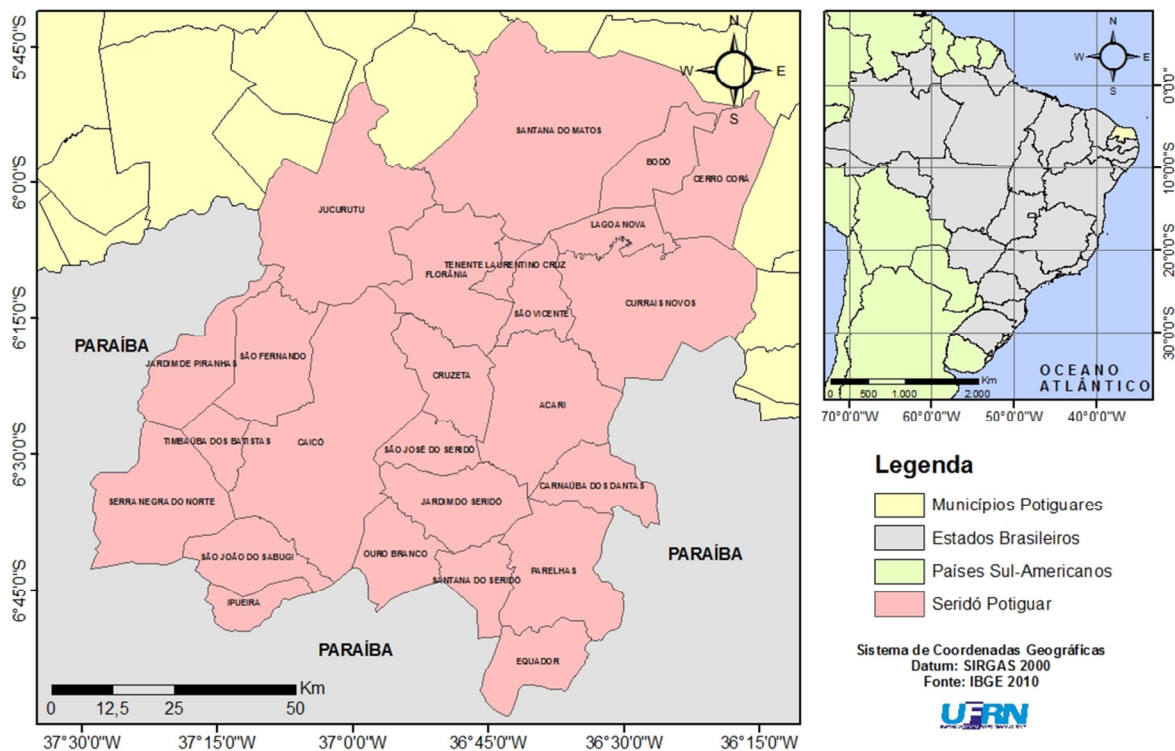 5°45'0"S
6°0'0"S
6°15'0"S
6°30'0"S
6°45'0"S
N
W
E
S
SANTANA DO MATOS
BODÓ
CERRO CORÁ
JUCURUTU
LAGOA NOVA
TENENTE LAURENTINO CRUZ
FLORÂNIA
CURRAIS NOVOS
SÃO VICENTE
PARAÍBA
JARDIM DE PIRANHAS
SÃO FERNANDO
CRUZETA
ACARI
TIMBAÚBA DOS BATISTAS
CAICÓ
SÃO JOSÉ DO SERIDÓ
CARNAÚBA DOS DANTAS
SERRA NEGRA DO NORTE
JARDIM DO SERIDÓ
SÃO JOÃO DO SABUGI
OURO BRANCO
PARAÍBA
SANTANA DO SERIDÓ
PARELHAS
IPUEIRA
PARAÍBA
EQUADOR
Km
0 12,5 25 50
37°30'0"W 37°15'0"W 37°0'0"W 36°45'0"W 36°30'0"W 36°15'0"W
N
W
E
S
0°0'0"
10°0'0"S
20°0'0"S
30°0'0"S
OCEANO
ATLÂNTICO
Km
0 500 1.000 2.000
70°0'0"W 60°0'0"W 50°0'0"W 40°0'0"W
Legenda
Municípios Potiguares
Estados Brasileiros
Países Sul-Americanos
Seridó Potiguar
Sistema de Coordenadas Geográficas
Datum: SIRGAS 2000
Fonte: IBGE 2010
UFRN